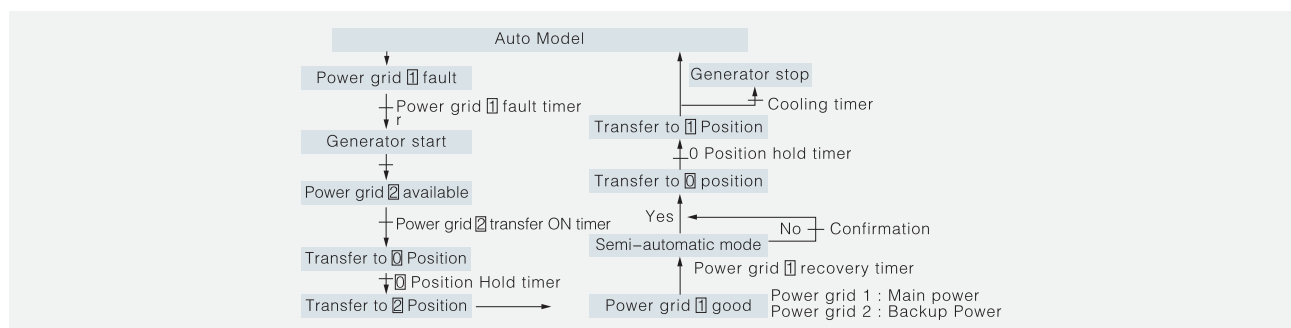 Auto Model
Power grid 1 fault
Power grid 1 fault timer
r
Generator start
Power grid 2 available
Power grid 2 transfer ON timer
Transfer to 0 Position
0 Position Hold timer
Transfer to 2 Position
Generator stop
Cooling timer
Transfer to 1 Position
0 Position hold timer
Transfer to 0 position
Yes
No
Confirmation
Semi-automatic mode
Power grid 1 recovery timer
Power grid 1 good
Power grid 1 : Main power
Power grid 2 : Backup Power